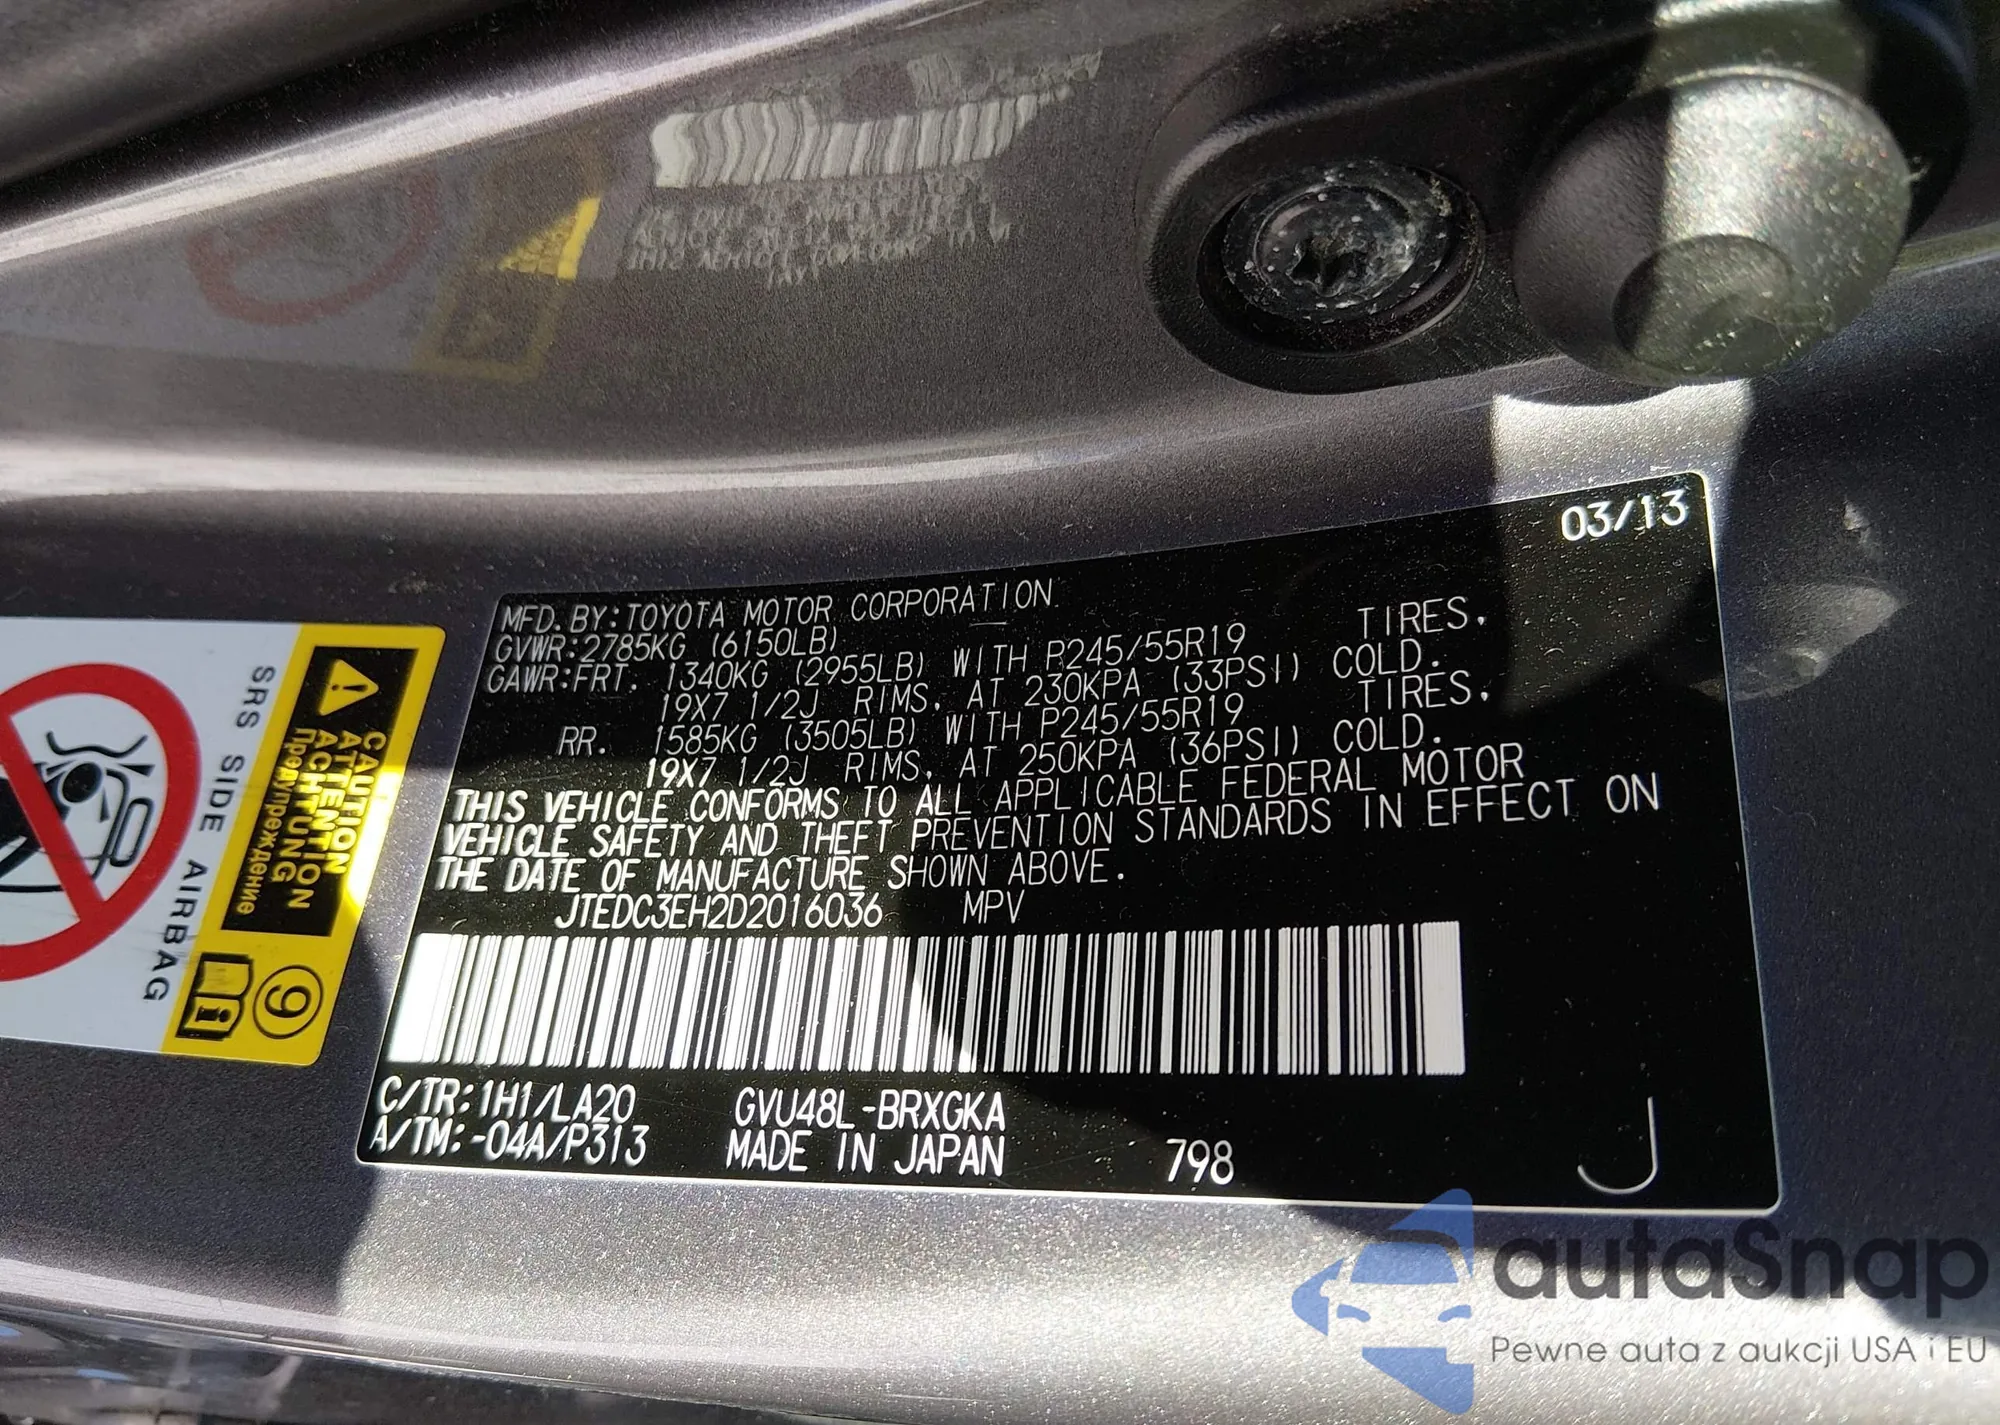 03/13
MFD. BY: TOYOTA MOTOR CORPORATION
GVWR: 2785KG (6150LB)
GAWR: FRT. 1340KG (2955LB) WITH P245/55R19 TIRES,
19X7 1/2J RIMS, AT 230KPA (33PSI) COLD.
RR. 1585KG (3505LB) WITH P245/55R19 TIRES,
19X7 1/2J RIMS, AT 250KPA (36PSI) COLD.
THIS VEHICLE CONFORMS TO ALL APPLICABLE FEDERAL MOTOR
VEHICLE SAFETY AND THEFT PREVENTION STANDARDS IN EFFECT ON
THE DATE OF MANUFACTURE SHOWN ABOVE.
JTEDC3EH2D2016036 MPV
C/TR: 1H1/LA20 GVU48L-BRXGKA
A/TM: -04A/P313 MADE IN JAPAN 798 J
CAUTION
ATTENTION
ACHTUNG
Предупреждение
SRS SIDE AIRBAG
9
i
autaSnap
Pewne auta z aukcji USA i EU